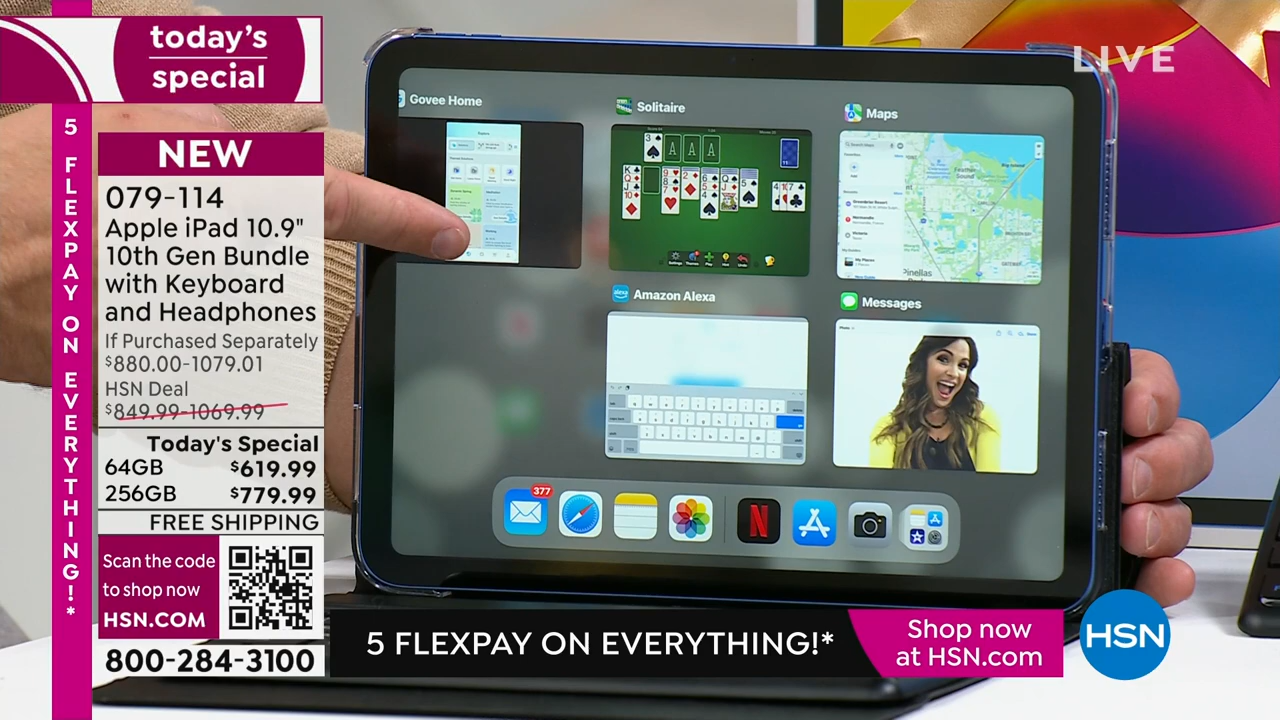 today's
special
5 FLEXPAY ON EVERYTHING!*
NEW
079-114
Apple iPad 10.9"
10th Gen Bundle
with Keyboard
and Headphones
If Purchased Separately
$880.00-1079.01
HSN Deal
$849.99-1069.99
Today's Special
64GB $619.99
256GB $779.99
FREE SHIPPING
Scan the code
to shop now
HSN.COM
800-284-3100
LIVE
Govee Home
Solitaire
Maps
Amazon Alexa
Messages
alexa
Pinellas
377
N
5 FLEXPAY ON EVERYTHING!*
Shop now
at HSN.com
HSN